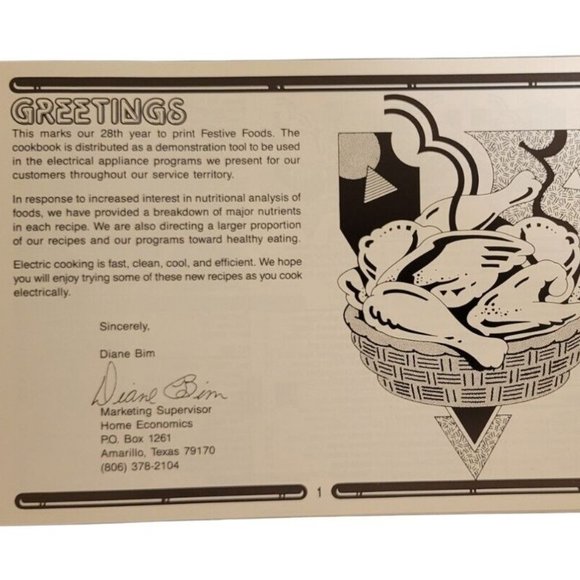 GREETINGS
This marks our 28th year to print Festive Foods. The
cookbook is distributed as a demonstration tool to be used
in the electrical appliance programs we present for our
customers throughout our service territory.
In response to increased interest in nutritional analysis of
foods, we have provided a breakdown of major nutrients
in each recipe. We are also directing a larger proportion
of our recipes and our programs toward healthy eating.
Electric cooking is fast, clean, cool, and efficient. We hope
you will enjoy trying some of these new recipes as you cook
electrically.
Sincerely,
Diane Bim
Diane Bim
Marketing Supervisor
Home Economics
P.O. Box 1261
Amarillo, Texas 79170
(806) 378-2104
1